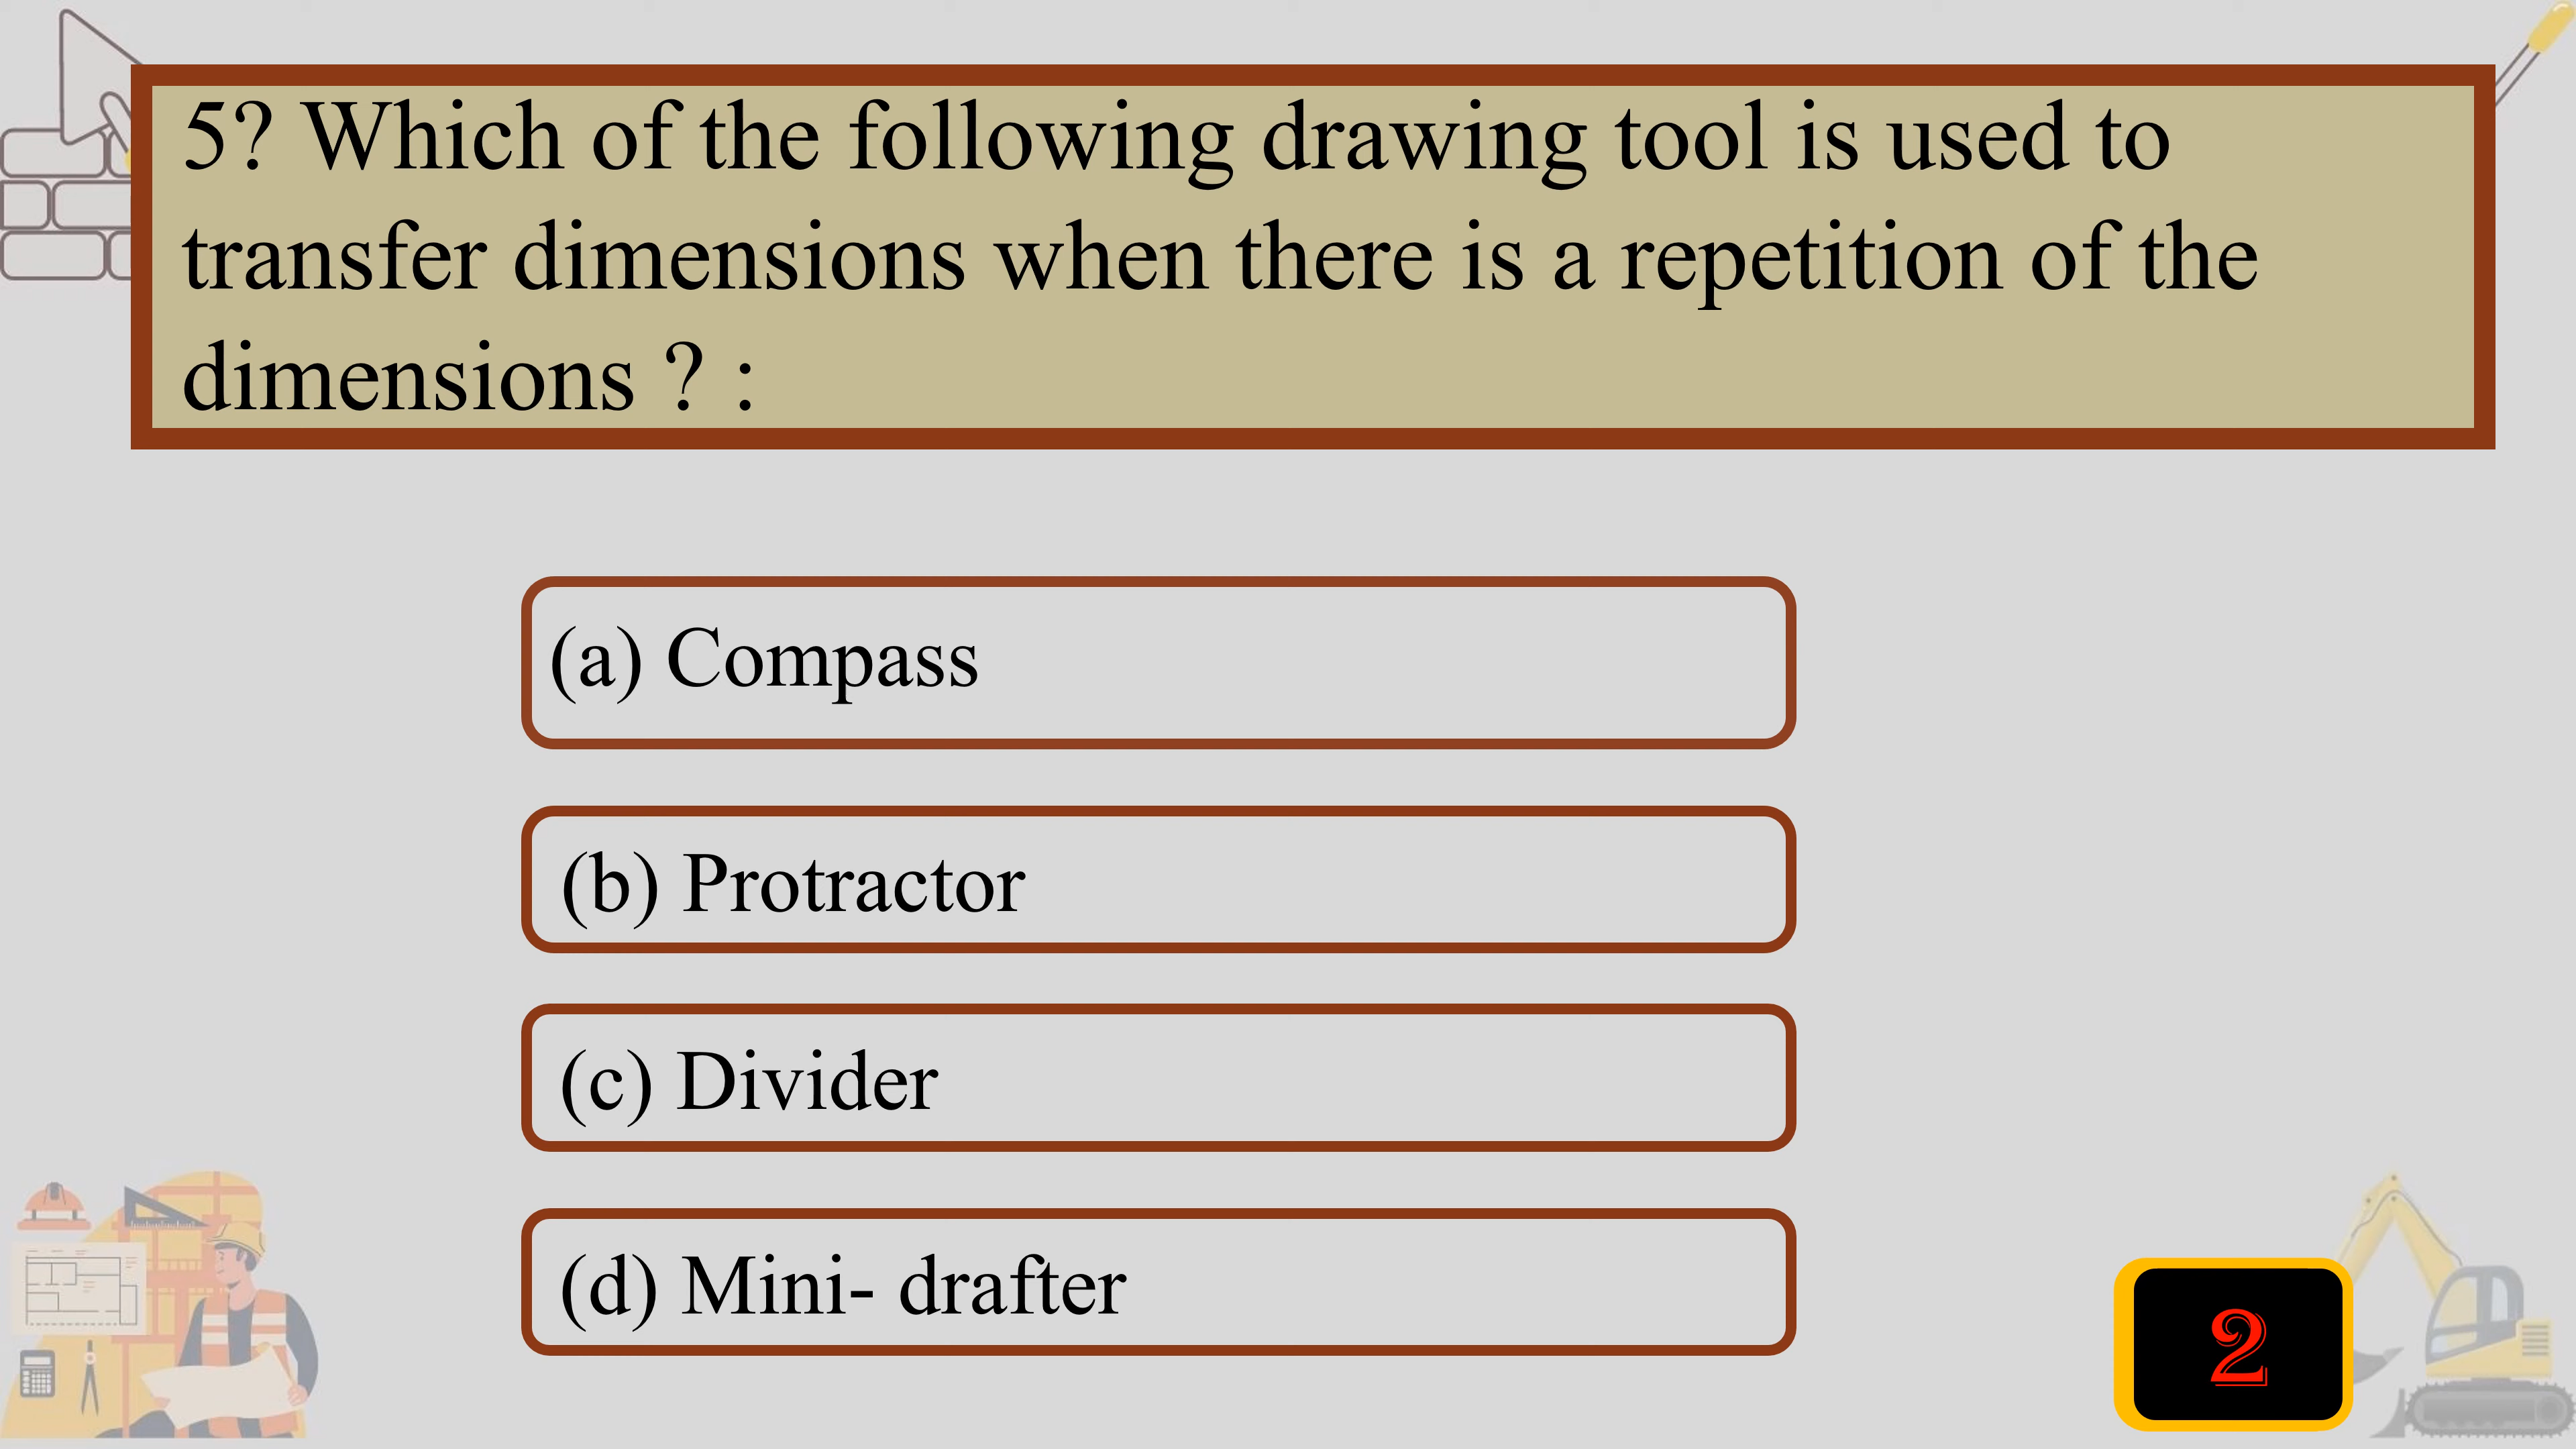 5? Which of the following drawing tool is used to
transfer dimensions when there is a repetition of the
dimensions ? :
(a) Compass
(b) Protractor
(c) Divider
(d) Mini- drafter
2